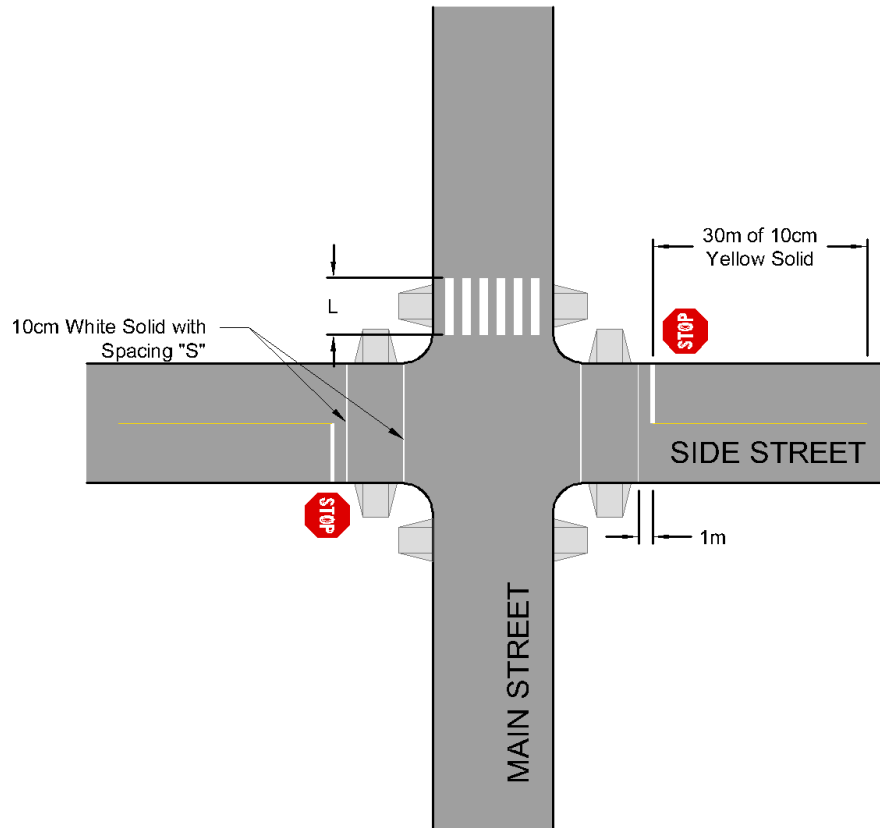 30m of 10cm
Yellow Solid
L
10cm White Solid with
Spacing "S"
STOP
SIDE STREET
STOP
1m
MAIN STREET